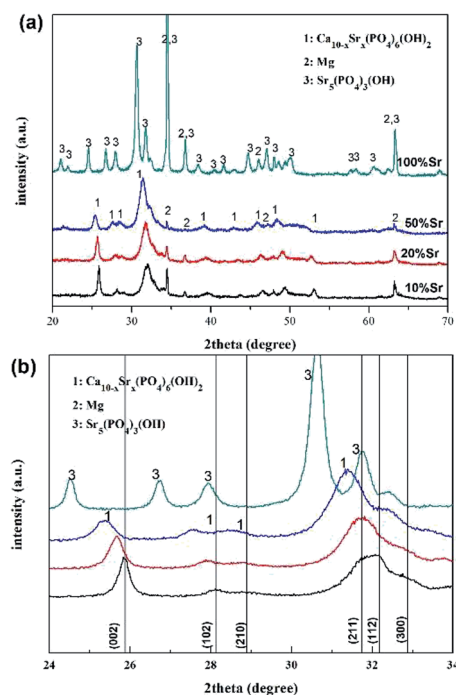 (a)
1: Ca10-xSrx(PO4)6(OH)2
2: Mg
3: Sr5(PO4)3(OH)
3 3 3 3 3 3 3 2,3 2,3 3 3 3 3 2 3 3 3 3 3 3 2,3
100%Sr
1 1 1 1 2 2 1 1 1 2 1 1 2
50%Sr
20%Sr
10%Sr
intensity (a.u.)
20 30 40 50 60 70
2theta (degree)
(b)
1: Ca10-xSrx(PO4)6(OH)2
2: Mg
3: Sr5(PO4)3(OH)
3 3 3 3 3
1 1 1 1
intensity (a.u.)
(002) (102) (210) (211) (112) (300)
24 26 28 30 32 34
2theta (degree)